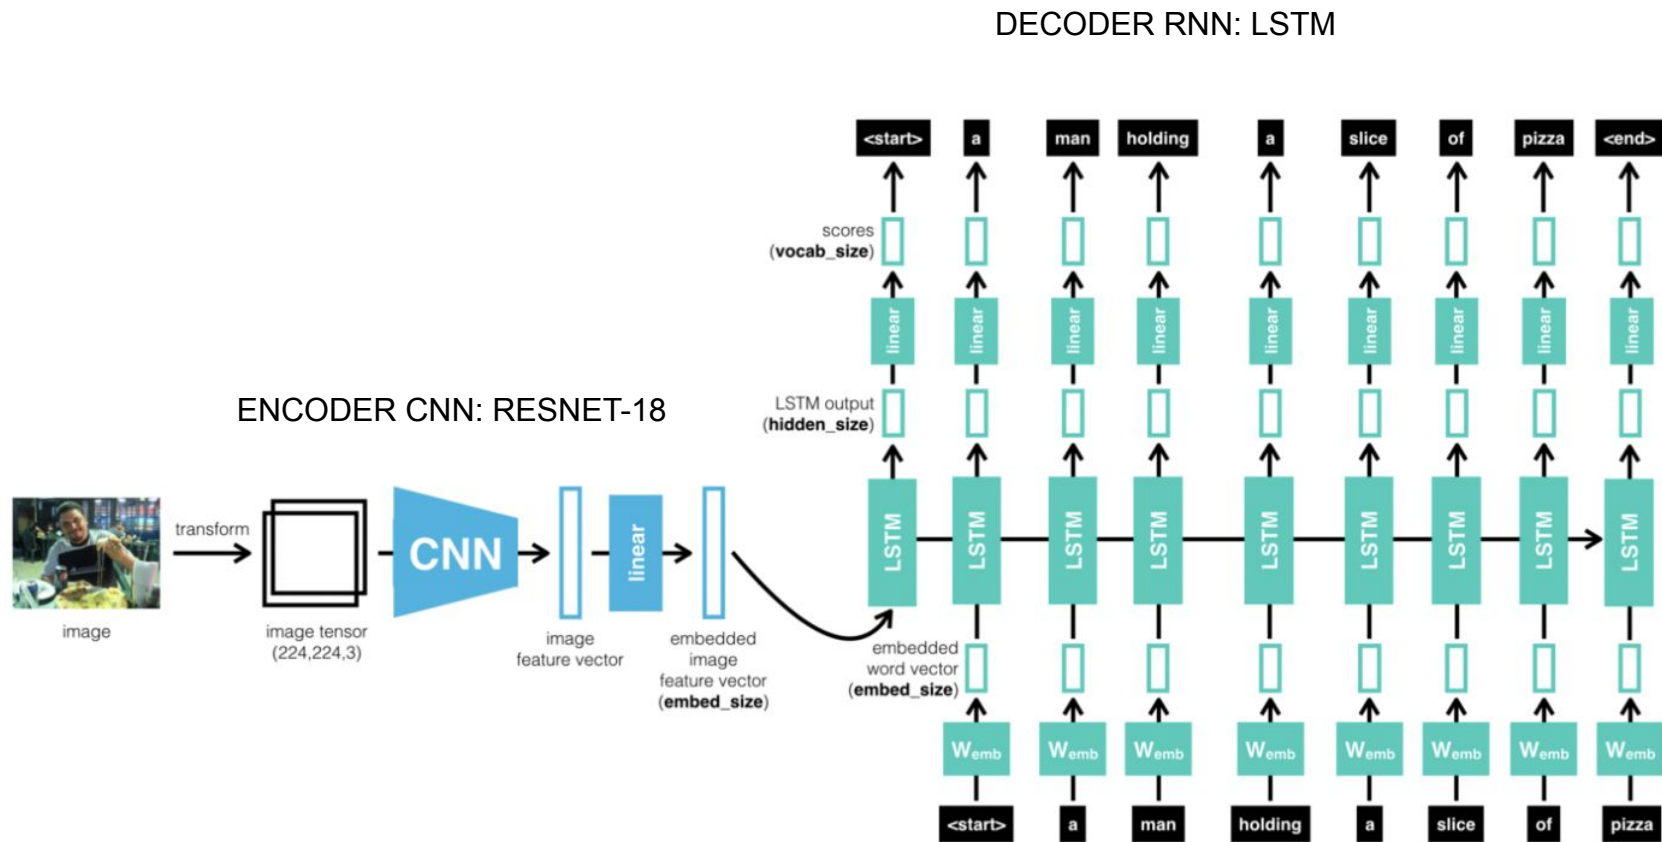 DECODER RNN: LSTM
<start> a man holding a slice of pizza <end>
scores
(vocab_size)
linear linear linear linear linear linear linear linear linear
LSTM output
(hidden_size)
ENCODER CNN: RESNET-18
LSTM LSTM LSTM LSTM LSTM LSTM LSTM LSTM LSTM
transform
CNN
linear
image
image tensor
(224,224,3)
image
feature vector
embedded
image
feature vector
(embed_size)
embedded
word vector
(embed_size)
Wemb Wemb Wemb Wemb Wemb Wemb Wemb Wemb
<start> a man holding a slice of pizza